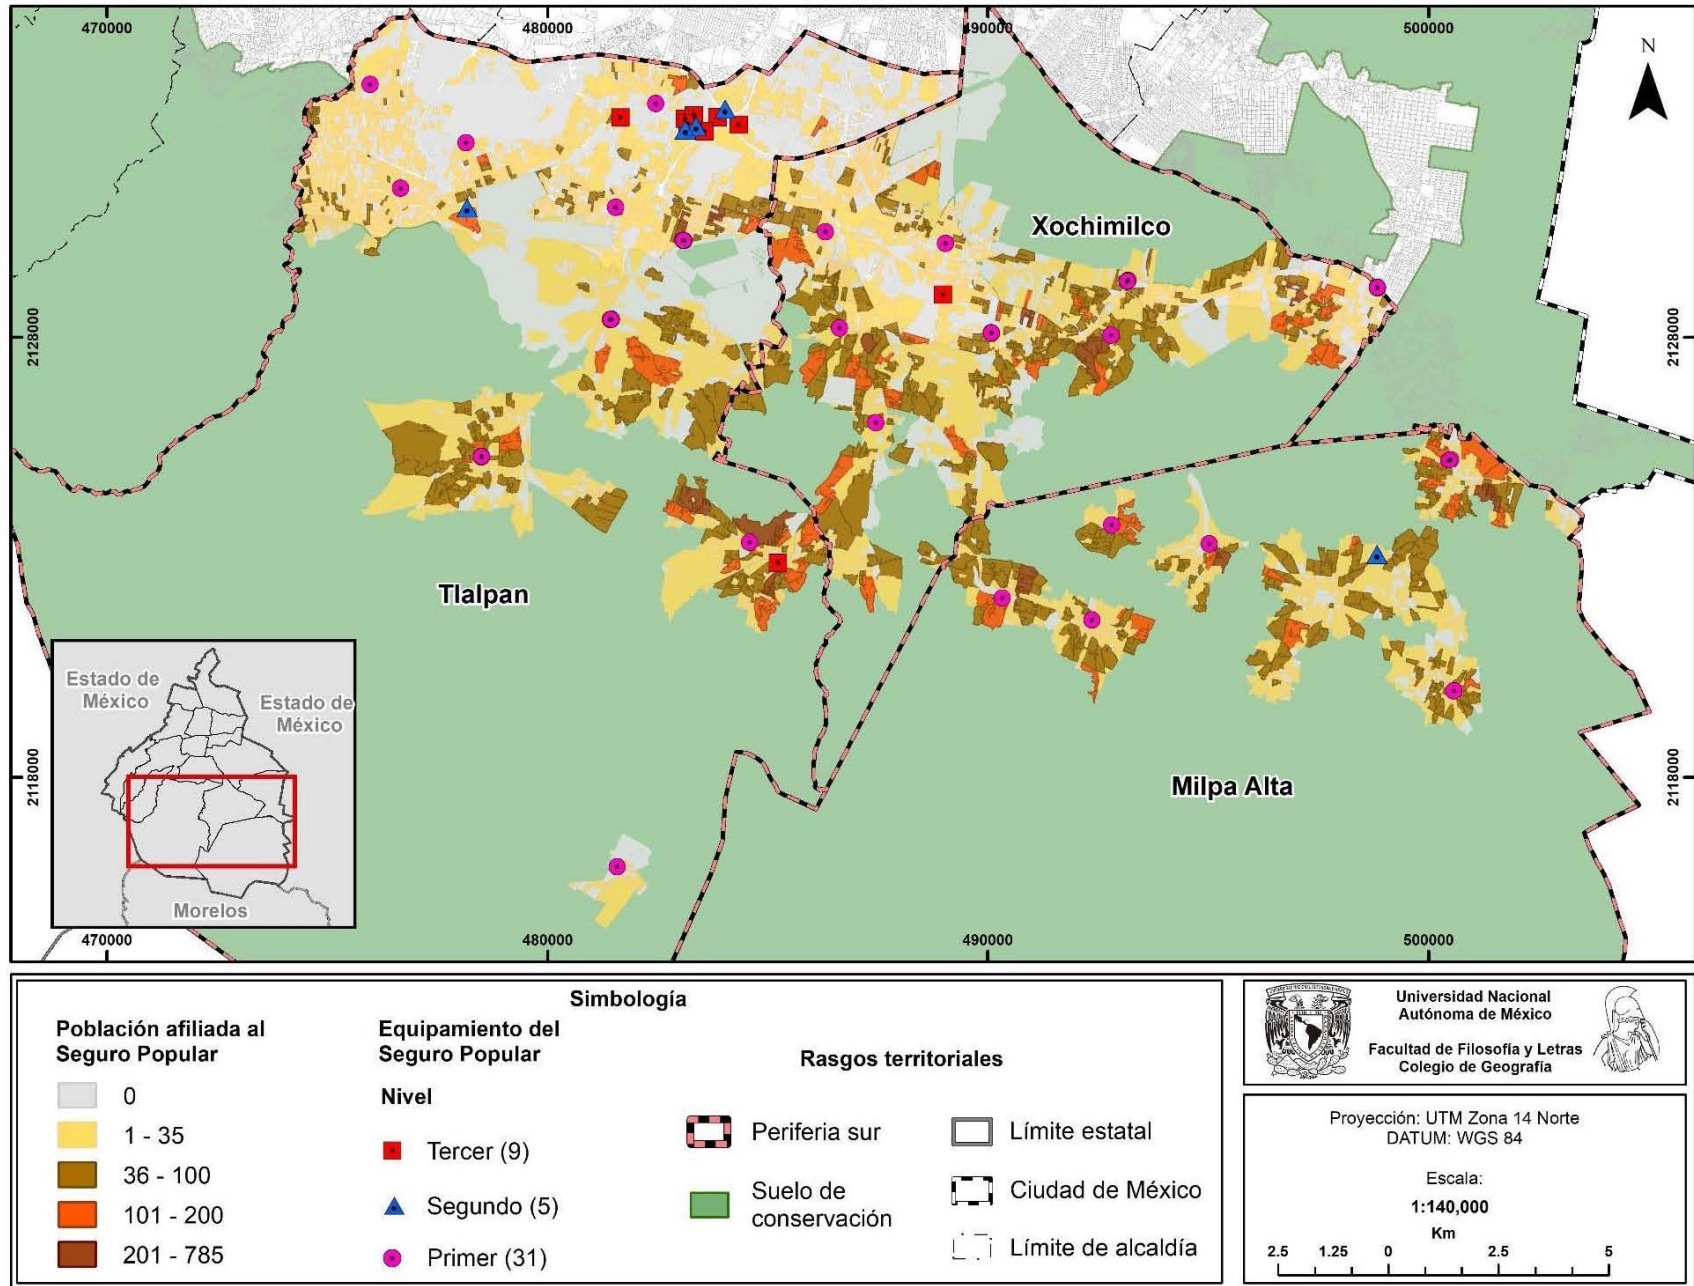 470000
480000
490000
500000
N
Xochimilco
2128000
2128000
Tlalpan
Milpa Alta
2118000
2118000
Estado de
México
Estado de
México
Morelos
470000
480000
490000
500000
Simbología
Población afiliada al
Seguro Popular
0
1 - 35
36 - 100
101 - 200
201 - 785
Equipamiento del
Seguro Popular
Nivel
Tercer (9)
Segundo (5)
Primer (31)
Rasgos territoriales
Periferia sur
Suelo de
conservación
Límite estatal
Ciudad de México
Límite de alcaldía
Universidad Nacional
Autónoma de México
Facultad de Filosofía y Letras
Colegio de Geografía
Proyección: UTM Zona 14 Norte
DATUM: WGS 84
Escala:
1:140,000
Km
2.5 1.25 0 2.5 5